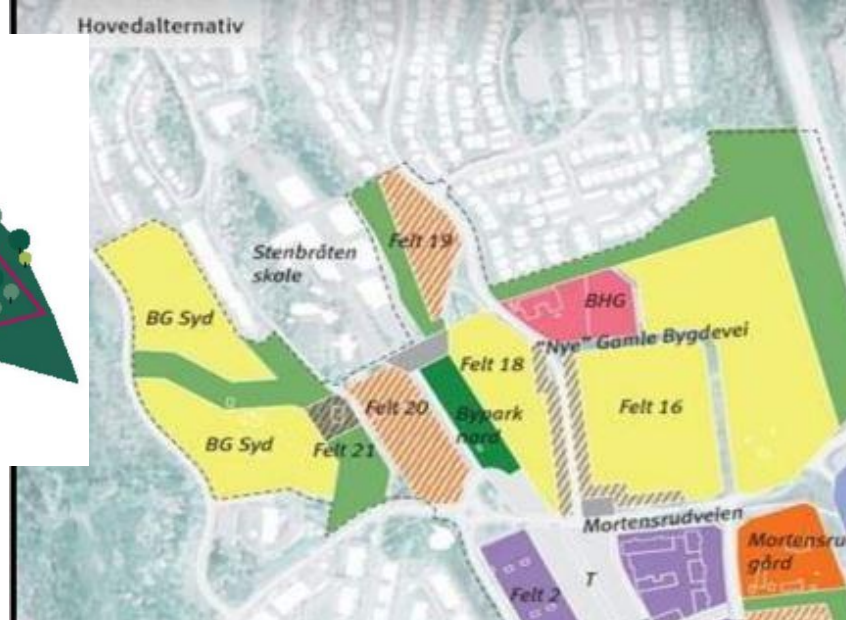 Hovedalternativ
Felt 19
Stenbråten
skole
BHG
BG Syd
"Nye" Gamle Bygdevei
Felt 18
Felt 20
Bypark
nord
Felt 16
BG Syd
Felt 21
Mortensrudveien
Mortensru
gård
T
Felt 2